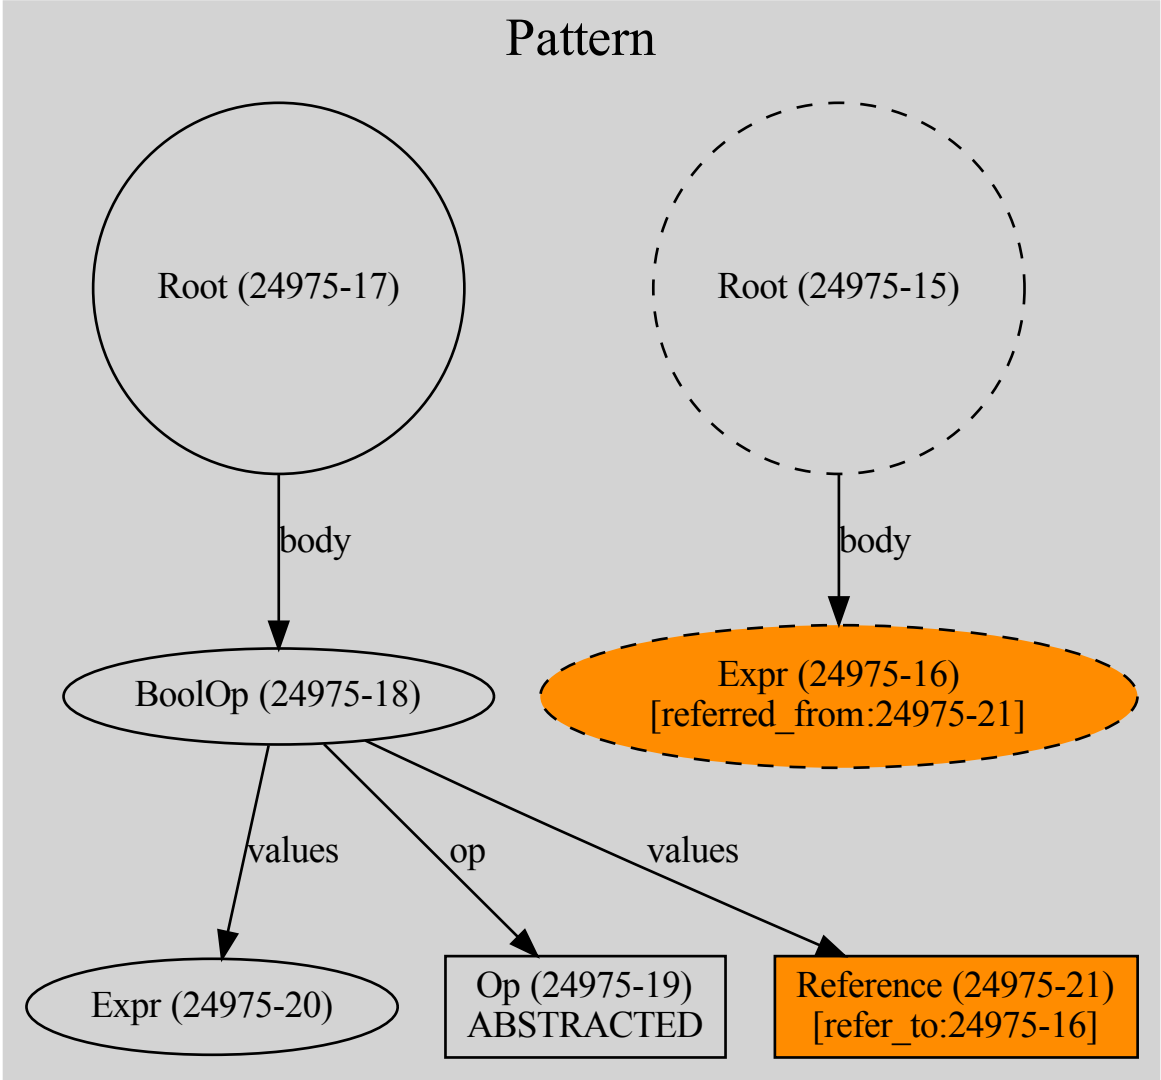 Pattern
Root (24975-17)
Root (24975-15)
body
body
BoolOp (24975-18)
Expr (24975-16)
[referred_from:24975-21]
values
op
values
Expr (24975-20)
Op (24975-19)
ABSTRACTED
Reference (24975-21)
[refer_to:24975-16]